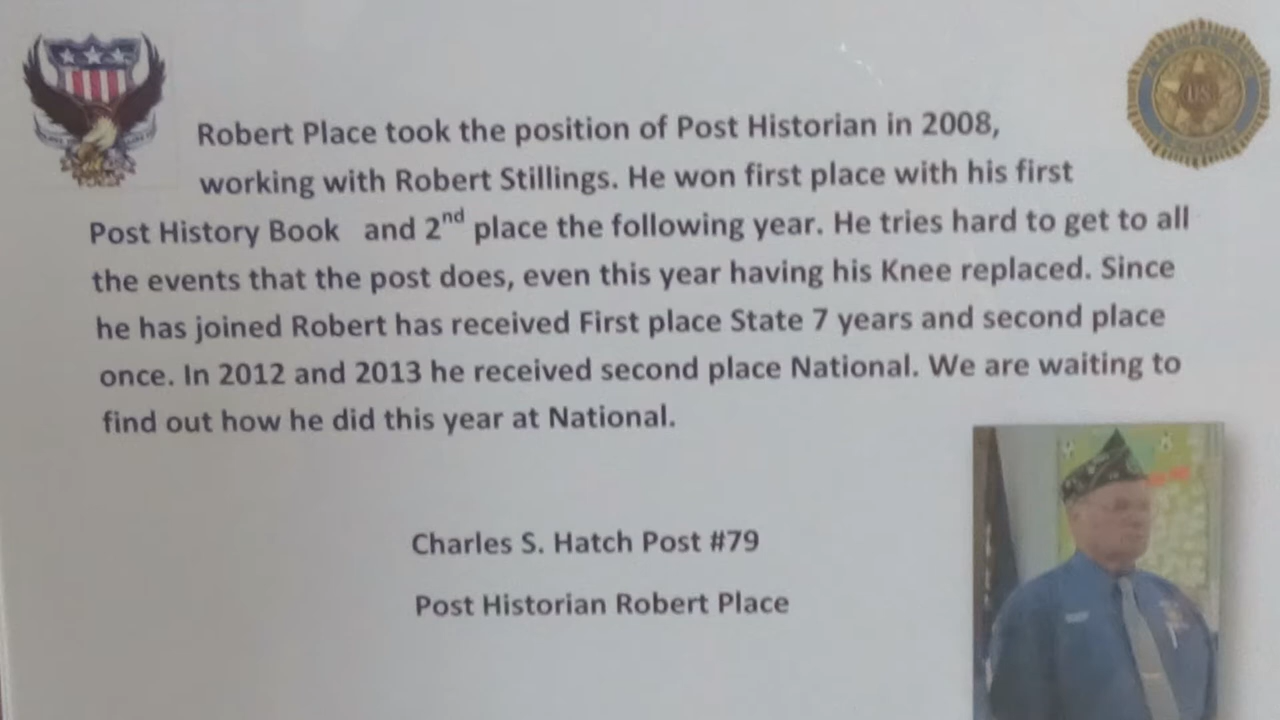 Robert Place took the position of Post Historian in 2008,
working with Robert Stillings. He won first place with his first
Post History Book and 2nd place the following year. He tries hard to get to all
the events that the post does, even this year having his Knee replaced. Since
he has joined Robert has received First place State 7 years and second place
once. In 2012 and 2013 he received second place National. We are waiting to
find out how he did this year at National.
Charles S. Hatch Post #79
Post Historian Robert Place
US